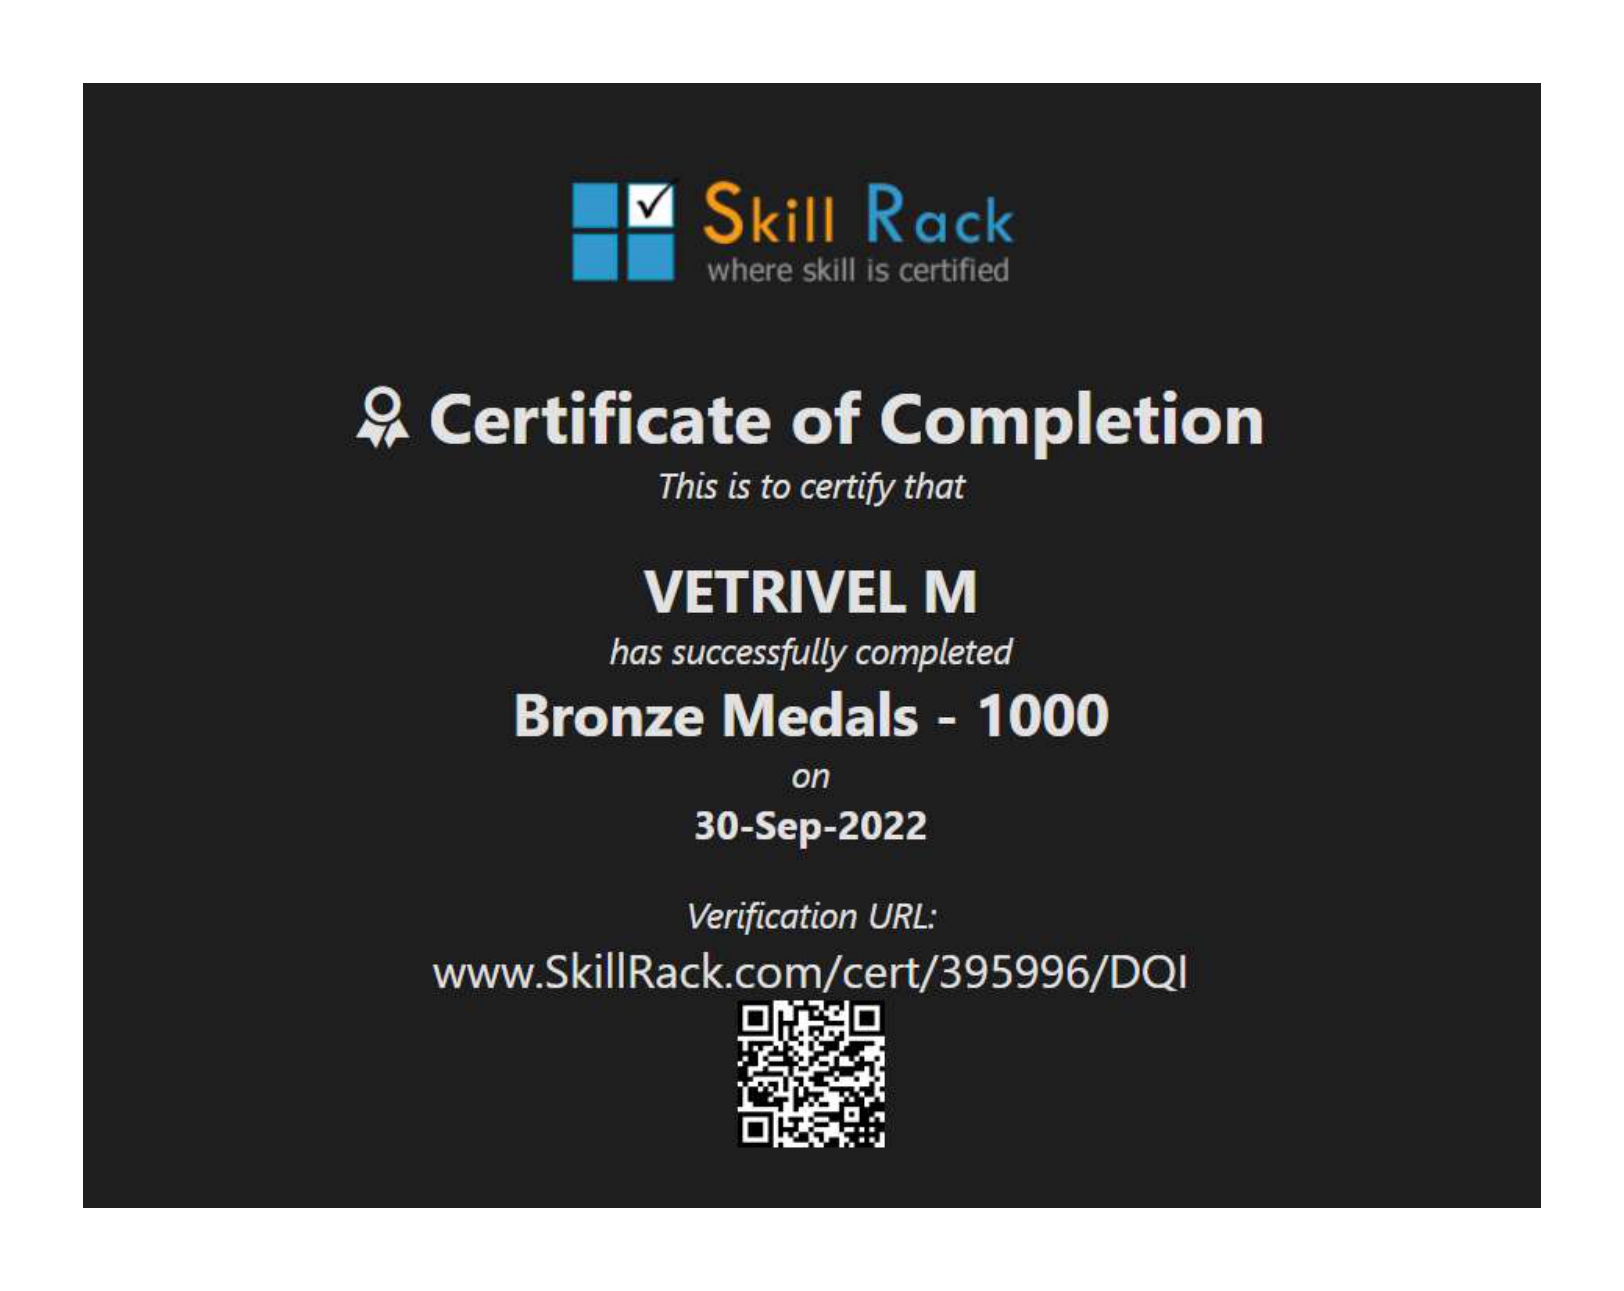 Skill Rack
where skill is certified
Certificate of Completion
This is to certify that
VETRIVEL M
has successfully completed
Bronze Medals - 1000
on
30-Sep-2022
Verification URL:
www.SkillRack.com/cert/395996/DQI